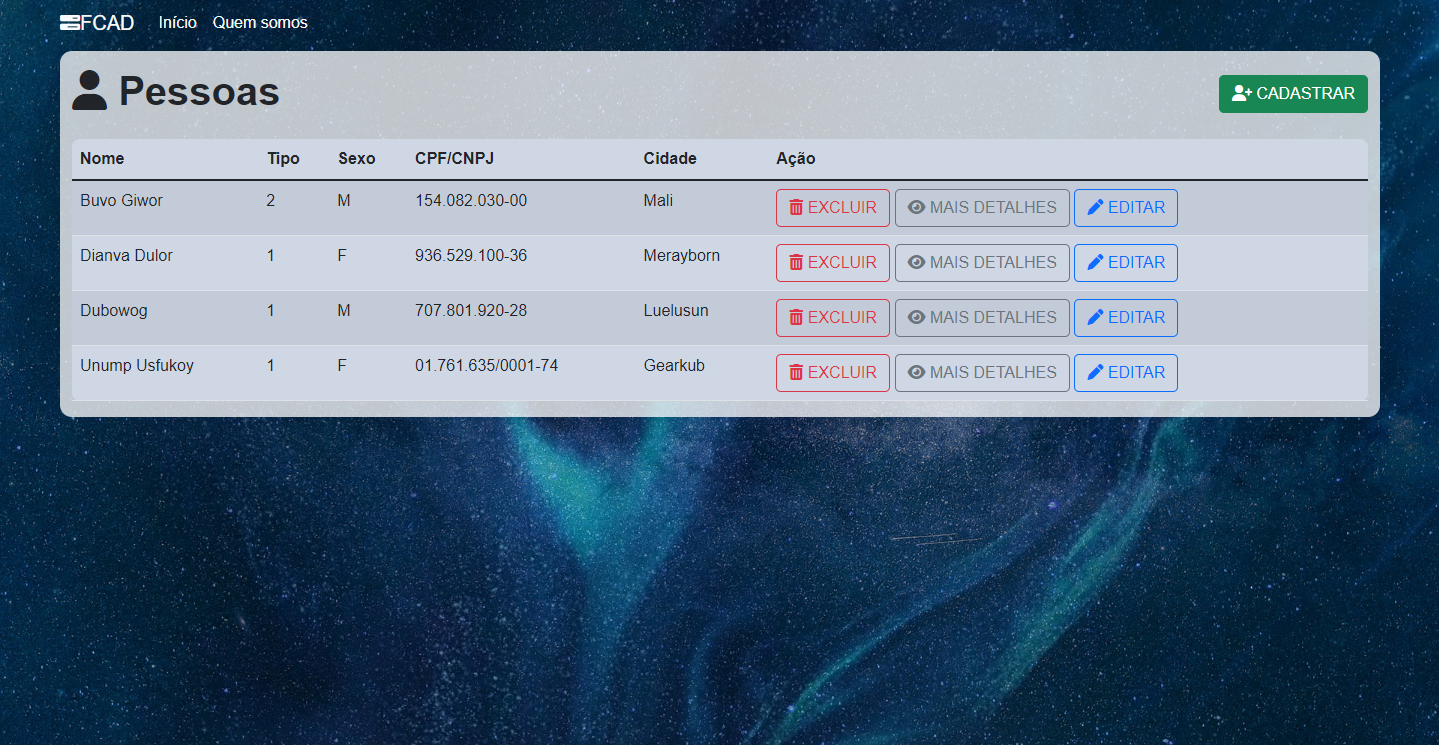 FCAD Início Quem somos
Pessoas CADASTRAR
Nome Tipo Sexo CPF/CNPJ Cidade Ação
Buvo Giwor 2 M 154.082.030-00 Mali EXCLUIR MAIS DETALHES EDITAR
Dianva Dulor 1 F 936.529.100-36 Merayborn EXCLUIR MAIS DETALHES EDITAR
Dubowog 1 M 707.801.920-28 Luelusun EXCLUIR MAIS DETALHES EDITAR
Unump Usfukoy 1 F 01.761.635/0001-74 Gearkub EXCLUIR MAIS DETALHES EDITAR